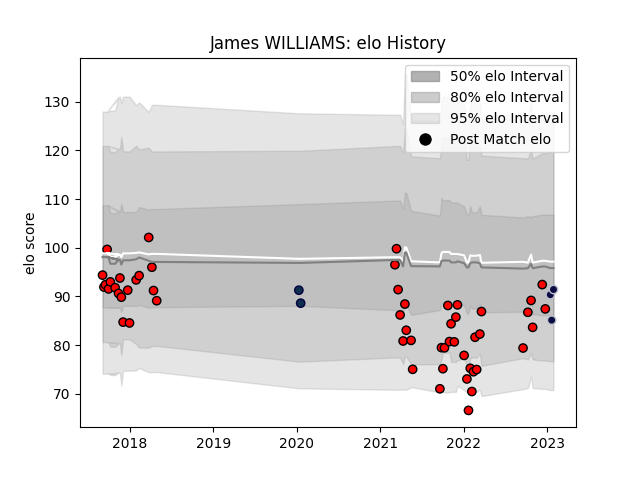 James WILLIAMS: elo History
50% elo Interval
80% elo Interval
95% elo Interval
Post Match elo
elo score
130
120
110
100
90
80
70
2018
2019
2020
2021
2022
2023